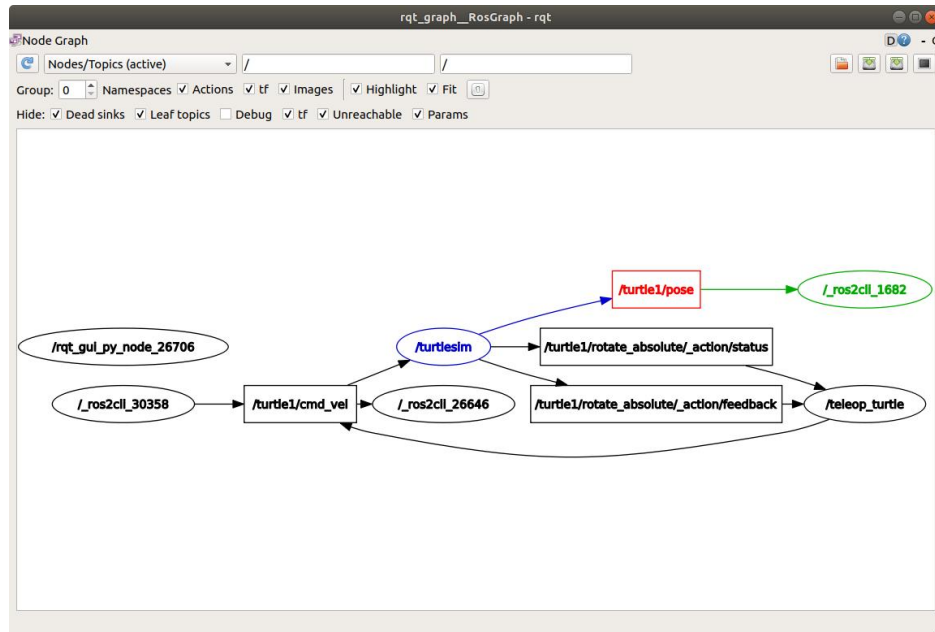 rqt_graph__RosGraph - rqt
Node Graph
D
-
Nodes/Topics (active) / /
Group: 0 Namespaces Actions tf Images Highlight Fit
Hide: Dead sinks Leaf topics Debug tf Unreachable Params
/turtle1/pose /_ros2cli_1682
/rqt_gui_py_node_26706 /turtlesim /turtle1/rotate_absolute/_action/status
/_ros2cli_30358 /turtle1/cmd_vel /_ros2cli_26646 /turtle1/rotate_absolute/_action/feedback /teleop_turtle